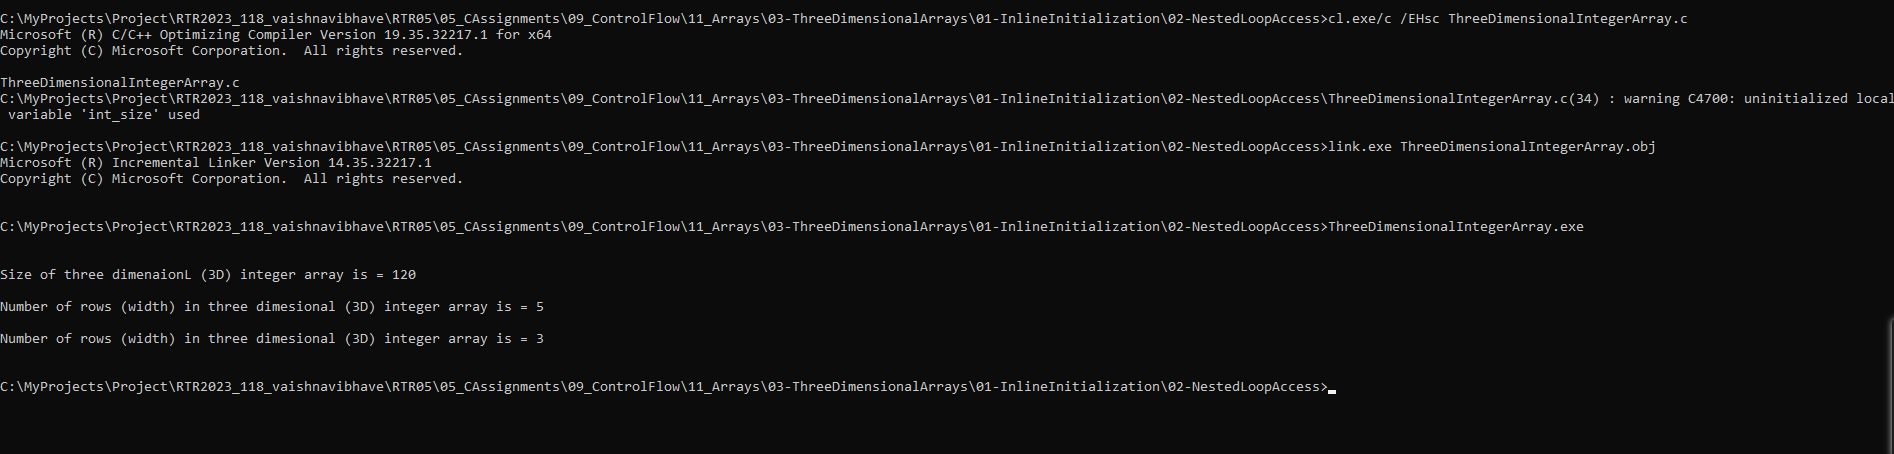 C:\MyProjects\Project\RTR2023_118_vaishnavibhave\RTR05\05_CAssignments\09_ControlFlow\11_Arrays\03-ThreeDimensionalArrays\01-InlineInitialization\02-NestedLoopAccess>cl.exe/c /EHsc ThreeDimensionalIntegerArray.c
Microsoft (R) C/C++ Optimizing Compiler Version 19.35.32217.1 for x64
Copyright (C) Microsoft Corporation.  All rights reserved.
ThreeDimensionalIntegerArray.c
C:\MyProjects\Project\RTR2023_118_vaishnavibhave\RTR05\05_CAssignments\09_ControlFlow\11_Arrays\03-ThreeDimensionalArrays\01-InlineInitialization\02-NestedLoopAccess\ThreeDimensionalIntegerArray.c(34) : warning C4700: uninitialized local
 variable 'int_size' used
C:\MyProjects\Project\RTR2023_118_vaishnavibhave\RTR05\05_CAssignments\09_ControlFlow\11_Arrays\03-ThreeDimensionalArrays\01-InlineInitialization\02-NestedLoopAccess>link.exe ThreeDimensionalIntegerArray.obj
Microsoft (R) Incremental Linker Version 14.35.32217.1
Copyright (C) Microsoft Corporation.  All rights reserved.
C:\MyProjects\Project\RTR2023_118_vaishnavibhave\RTR05\05_CAssignments\09_ControlFlow\11_Arrays\03-ThreeDimensionalArrays\01-InlineInitialization\02-NestedLoopAccess>ThreeDimensionalIntegerArray.exe
Size of three dimenaionL (3D) integer array is = 120
Number of rows (width) in three dimesional (3D) integer array is = 5
Number of rows (width) in three dimesional (3D) integer array is = 3
C:\MyProjects\Project\RTR2023_118_vaishnavibhave\RTR05\05_CAssignments\09_ControlFlow\11_Arrays\03-ThreeDimensionalArrays\01-InlineInitialization\02-NestedLoopAccess>